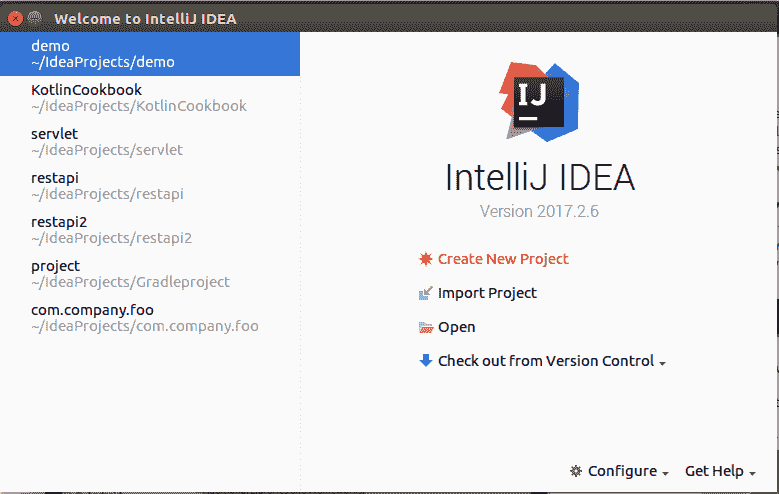 Welcome to IntelliJ IDEA
demo
~/IdeaProjects/demo
KotlinCookbook
~/IdeaProjects/KotlinCookbook
servlet
~/IdeaProjects/servlet
restapi
~/IdeaProjects/restapi
restapi2
~/IdeaProjects/restapi2
project
~/IdeaProjects/Gradleproject
com.company.foo
~/IdeaProjects/com.company.foo
IJ
IntelliJ IDEA
Version 2017.2.6
Create New Project
Import Project
Open
Check out from Version Control
Configure
Get Help